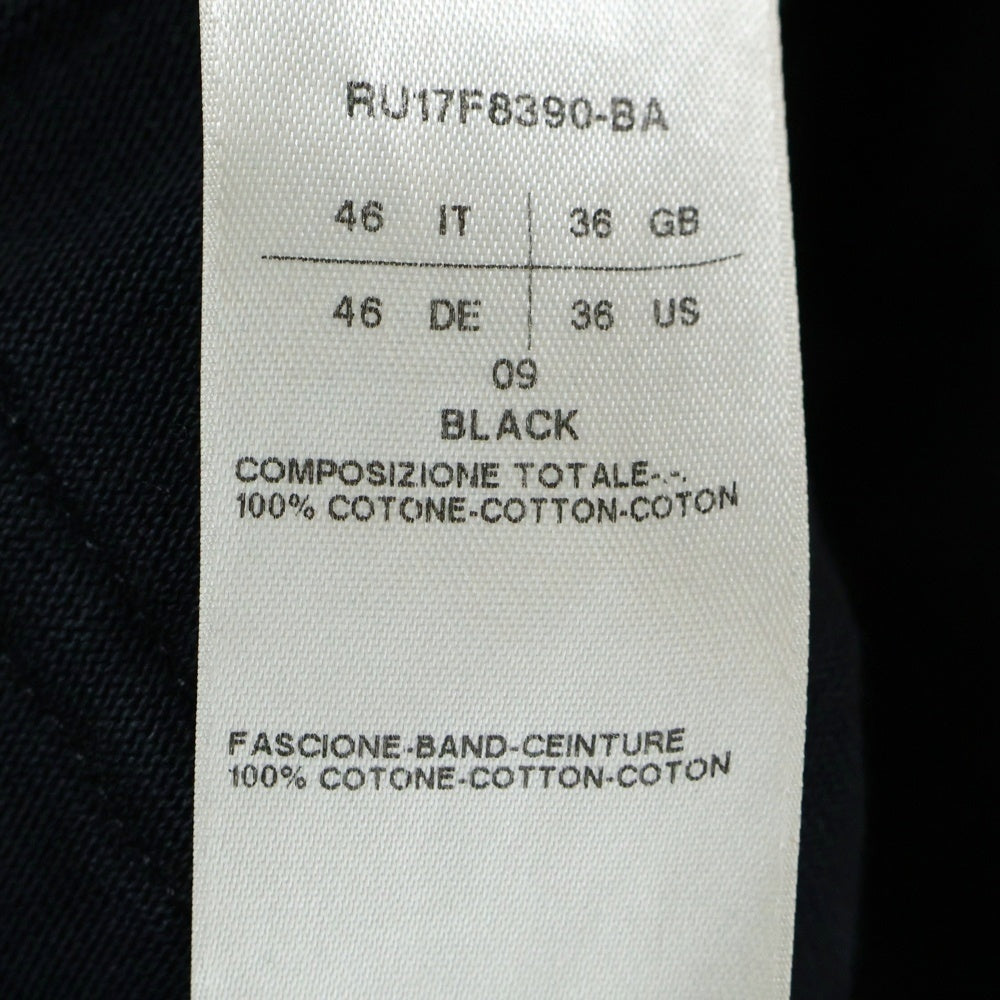 RU17F8390-BA
46 IT 36 GB
46 DE 36 US
09
BLACK
COMPOSIZIONE TOTALE-.-.
100% COTONE-COTTON-COTON
FASCIONE-BAND-CEINTURE
100% COTONE-COTTON-COTON